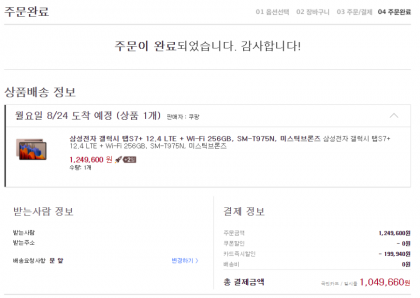 주문완료
01 옵션선택 02 장바구니 03 주문/결제 04 주문완료
주문이 완료되었습니다. 감사합니다!
상품배송 정보
월요일 8/24 도착 예정 (상품 1개) 판매자 : 쿠팡
삼성전자 갤럭시 탭S7+ 12.4 LTE + Wi-Fi 256GB, SM-T975N, 미스틱브론즈 삼성전자 갤럭시 탭S7+
12.4 LTE + Wi-Fi 256GB, SM-T975N, 미스틱브론즈
1,249,600 원
수량: 1개
받는사람 정보
받는사람
받는주소
배송요청사항 문 앞 변경하기 >
결제 정보
주문금액 1,249,600원
쿠폰할인 - 0원
카드즉시할인 - 199,940원
배송비 0원
총 결제금액 국민카드 / 일시불 1,049,660원